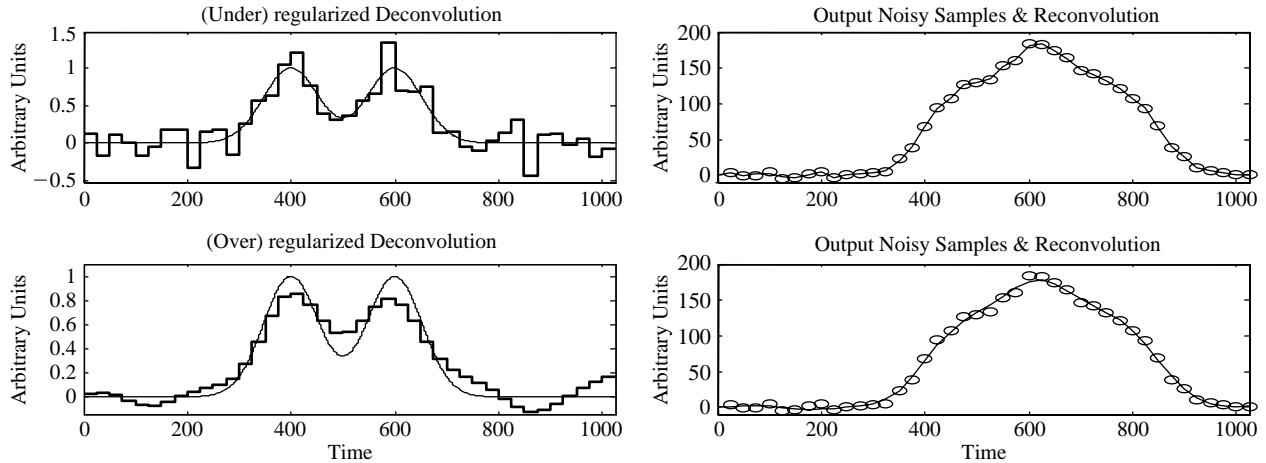 (Under) regularized Deconvolution
Arbitrary Units
1.5
1
0.5
0
−0.5
0 200 400 600 800 1000
Output Noisy Samples & Reconvolution
Arbitrary Units
200
150
100
50
0
0 200 400 600 800 1000
(Over) regularized Deconvolution
Arbitrary Units
1
0.8
0.6
0.4
0.2
0
0 200 400 600 800 1000
Time
Output Noisy Samples & Reconvolution
Arbitrary Units
200
150
100
50
0
0 200 400 600 800 1000
Time